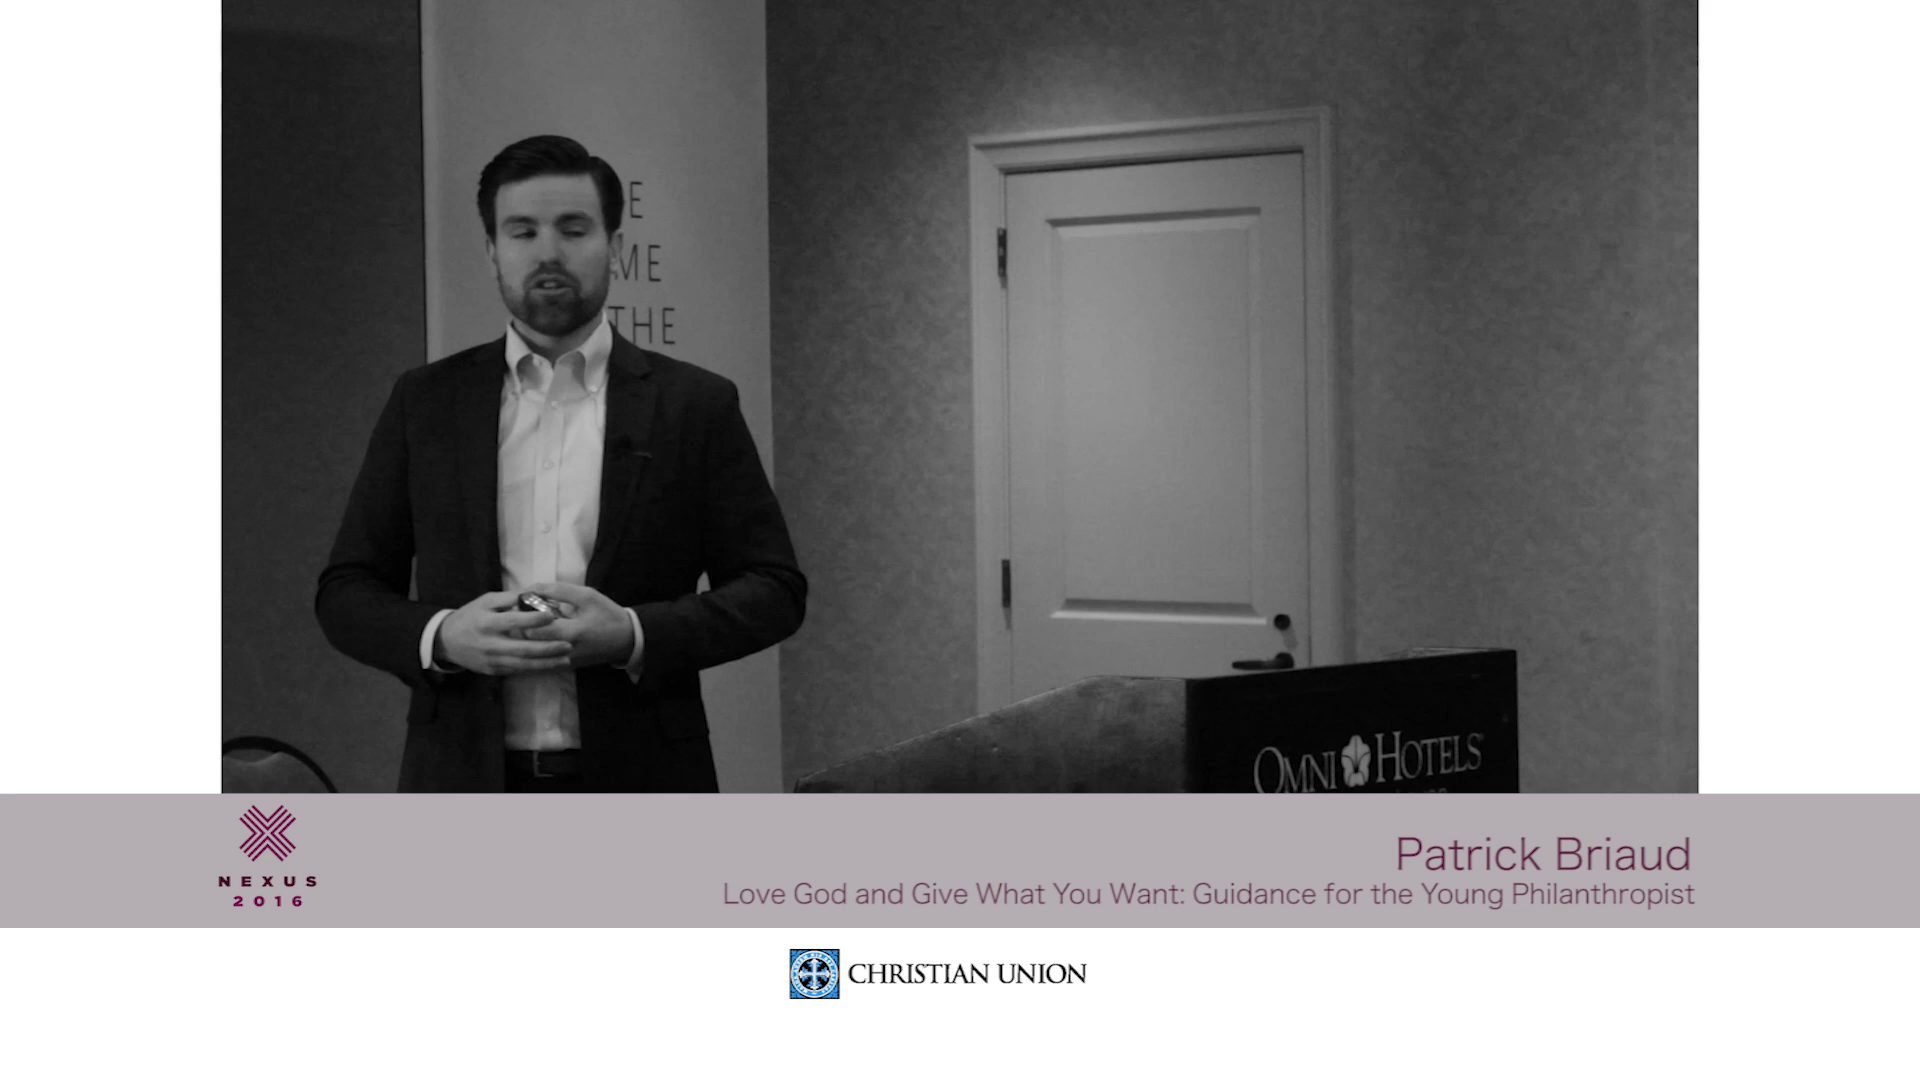 E
ME
THE
OMNI HOTELS
NEXUS
2016
Patrick Briaud
Love God and Give What You Want: Guidance for the Young Philanthropist
CHRISTIAN UNION